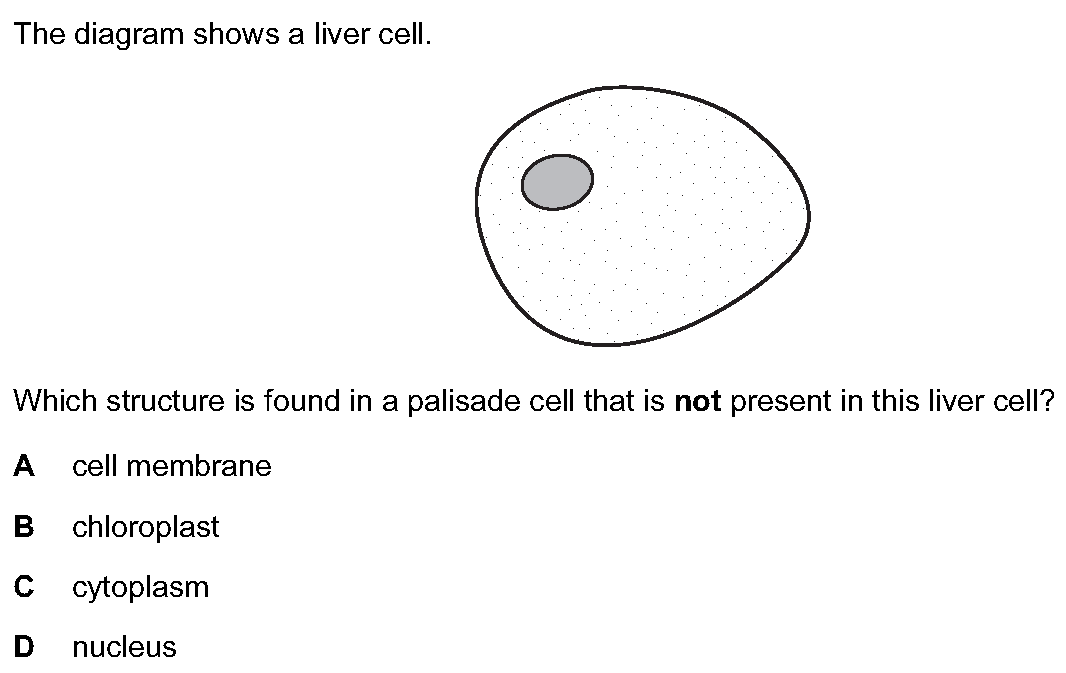 The diagram shows a liver cell.
Which structure is found in a palisade cell that is not present in this liver cell?
A cell membrane
B chloroplast
C cytoplasm
D nucleus